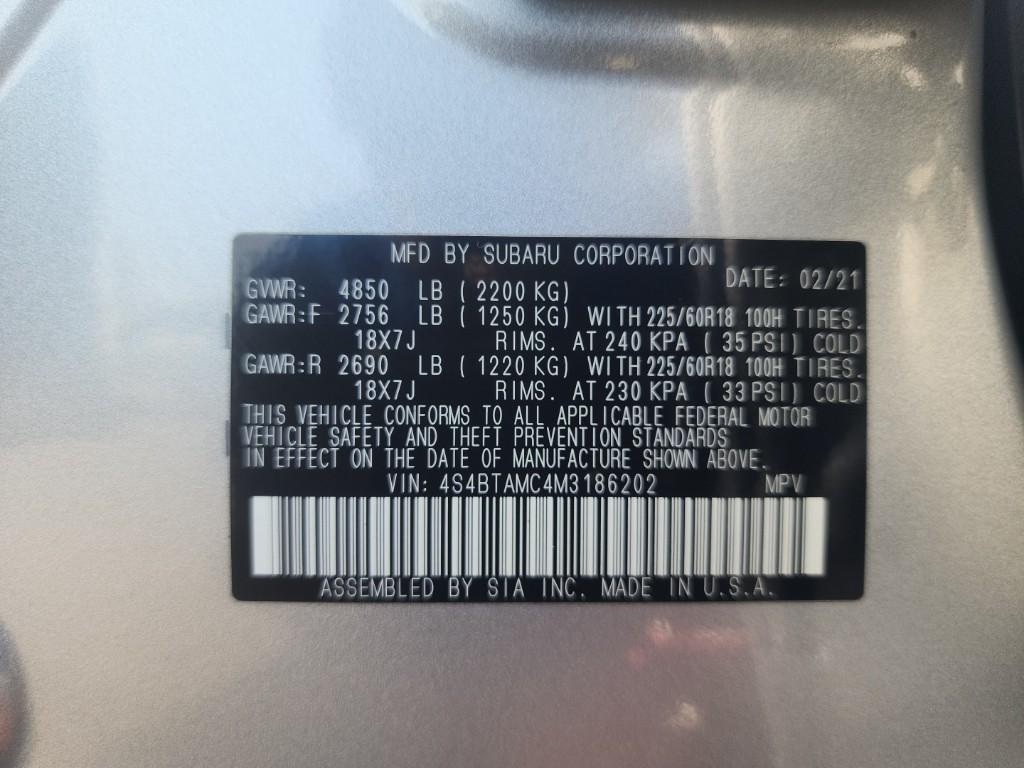 MFD BY SUBARU CORPORATION
DATE: 02/21
GVWR: 4850 LB ( 2200 KG)
GAWR:F 2756 LB ( 1250 KG) WITH 225/60R18 100H TIRES.
18X7J RIMS. AT 240 KPA ( 35 PSI) COLD
GAWR:R 2690 LB ( 1220 KG) WITH 225/60R18 100H TIRES.
18X7J RIMS. AT 230 KPA ( 33 PSI) COLD
THIS VEHICLE CONFORMS TO ALL APPLICABLE FEDERAL MOTOR
VEHICLE SAFETY AND THEFT PREVENTION STANDARDS
IN EFFECT ON THE DATE OF MANUFACTURE SHOWN ABOVE.
VIN: 4S4BTAMC4M3186202 MPV
ASSEMBLED BY SIA INC. MADE IN U.S.A.